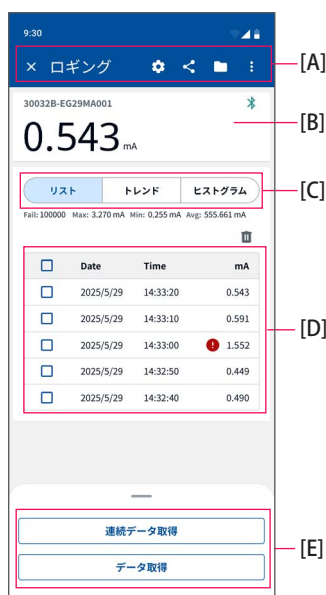 9:30
× ロギング [A]
30032B-EG29MA001
[B]
0.543 mA
リスト トレンド ヒストグラム [C]
Fail: 100000 Max: 3.270 mA Min: 0.255 mA Avg: 555.661 mA
Date Time mA
2025/5/29 14:33:20 0.543
2025/5/29 14:33:10 0.591
[D]
2025/5/29 14:33:00 1.552
2025/5/29 14:32:50 0.449
2025/5/29 14:32:40 0.490
連続データ取得
[E]
データ取得